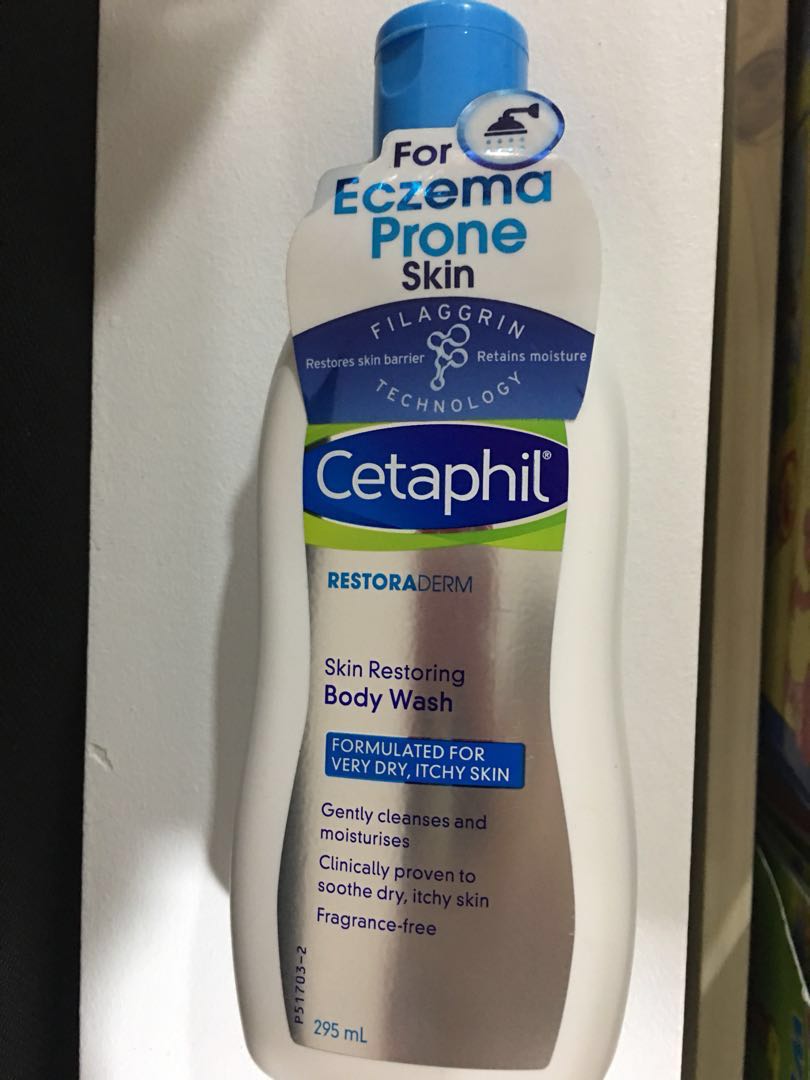 For
Eczema
Prone
Skin
FILAGGRIN
Restores skin barrier Retains moisture
TECHNOLOGY
Cetaphil®
RESTORADERM
Skin Restoring
Body Wash
FORMULATED FOR
VERY DRY, ITCHY SKIN
Gently cleanses and
moisturises
Clinically proven to
soothe dry, itchy skin
Fragrance-free
P51703-2
295 mL